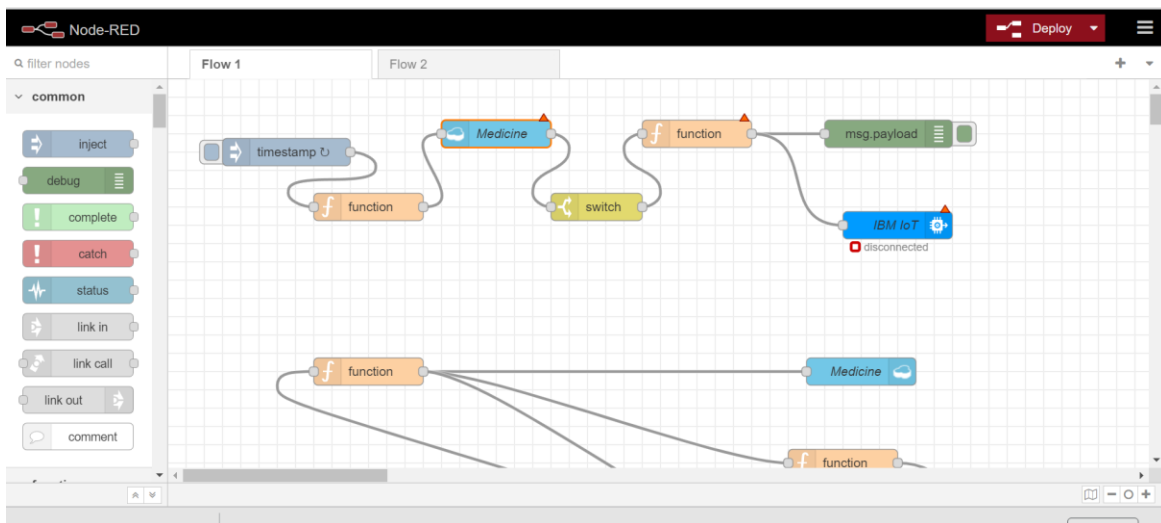 Node-RED
Deploy
filter nodes
Flow 1
Flow 2
common
inject
debug
complete
catch
status
link in
link call
link out
comment
timestamp ↻
function
Medicine
switch
function
msg.payload
IBM IoT
disconnected
function
Medicine
function